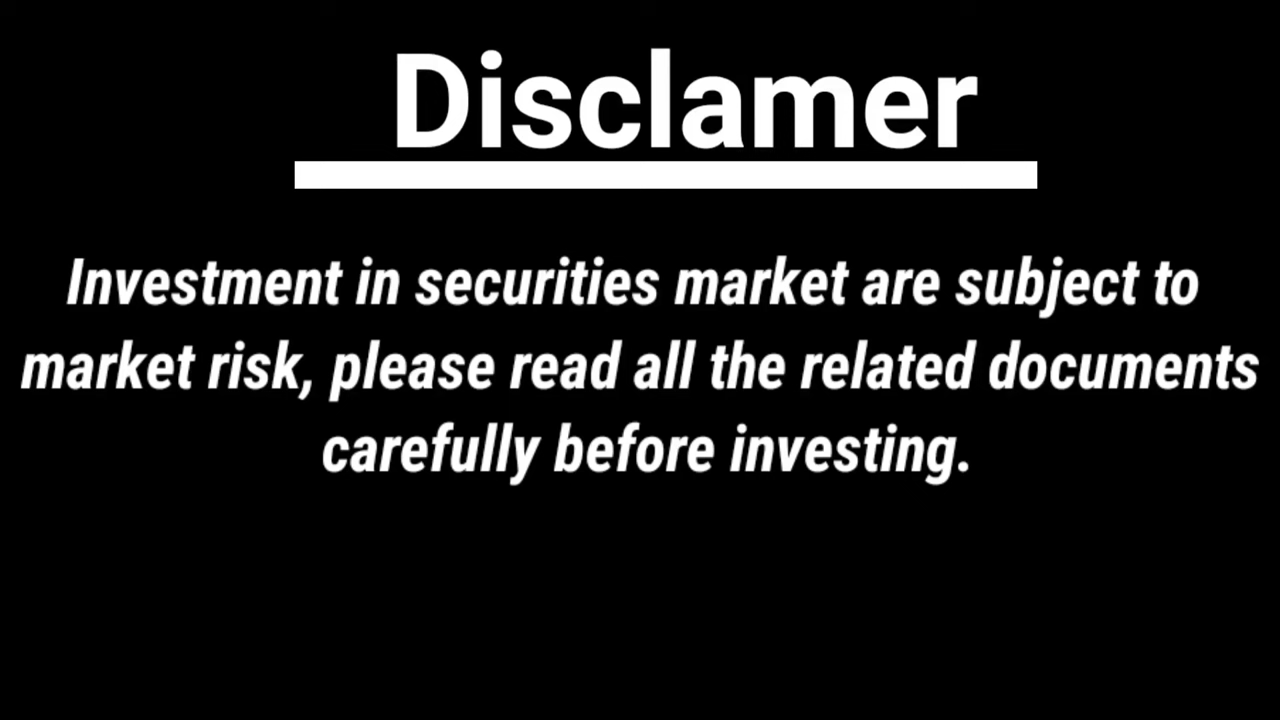 Disclamer
Investment in securities market are subject to
market risk, please read all the related documents
carefully before investing.